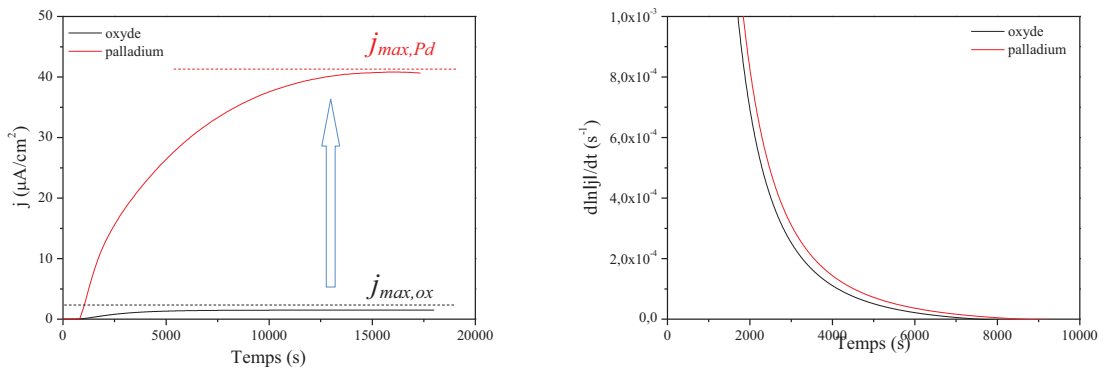 50
40
30
20
10
0
j (µA/cm²)
oxyde
palladium
j_max,Pd
j_max,ox
0
5000
10000
15000
20000
Temps (s)
1,0x10⁻³
8,0x10⁻⁴
6,0x10⁻⁴
4,0x10⁻⁴
2,0x10⁻⁴
0,0
dln|j|/dt (s⁻¹)
oxyde
palladium
0
2000
4000
6000
8000
10000
Temps (s)